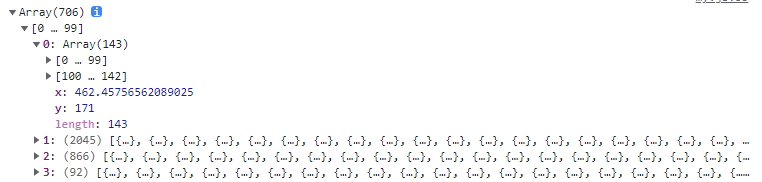 Array(706) i
[0 … 99]
0: Array(143)
[0 … 99]
[100 … 142]
x: 462.45756562089025
y: 171
length: 143
1: (2045) [{…}, {…}, {…}, {…}, {…}, {…}, {…}, {…}, {…}, {…}, {…}, {…}, {…}, {…}, {…}, {…}, {…}, {…}, {…}, …
2: (866) [{…}, {…}, {…}, {…}, {…}, {…}, {…}, {…}, {…}, {…}, {…}, {…}, {…}, {…}, {…}, {…}, {…}, {…}, {…}, …
3: (92) [{…}, {…}, {…}, {…}, {…}, {…}, {…}, {…}, {…}, {…}, {…}, {…}, {…}, {…}, {…}, {…}, {…}, {…}, {……